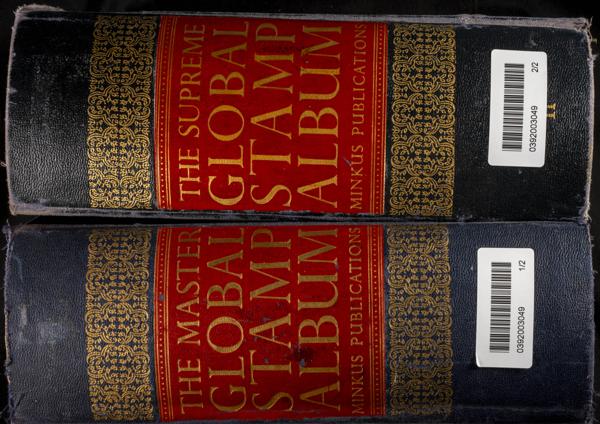 THE SUPREME
GLOBAL
STAMP
ALBUM
MINKUS PUBLICATIONS
II
0392003049
2/2
THE MASTER
GLOBAL
STAMP
ALBUM
MINKUS PUBLICATIONS
0392003049
1/2